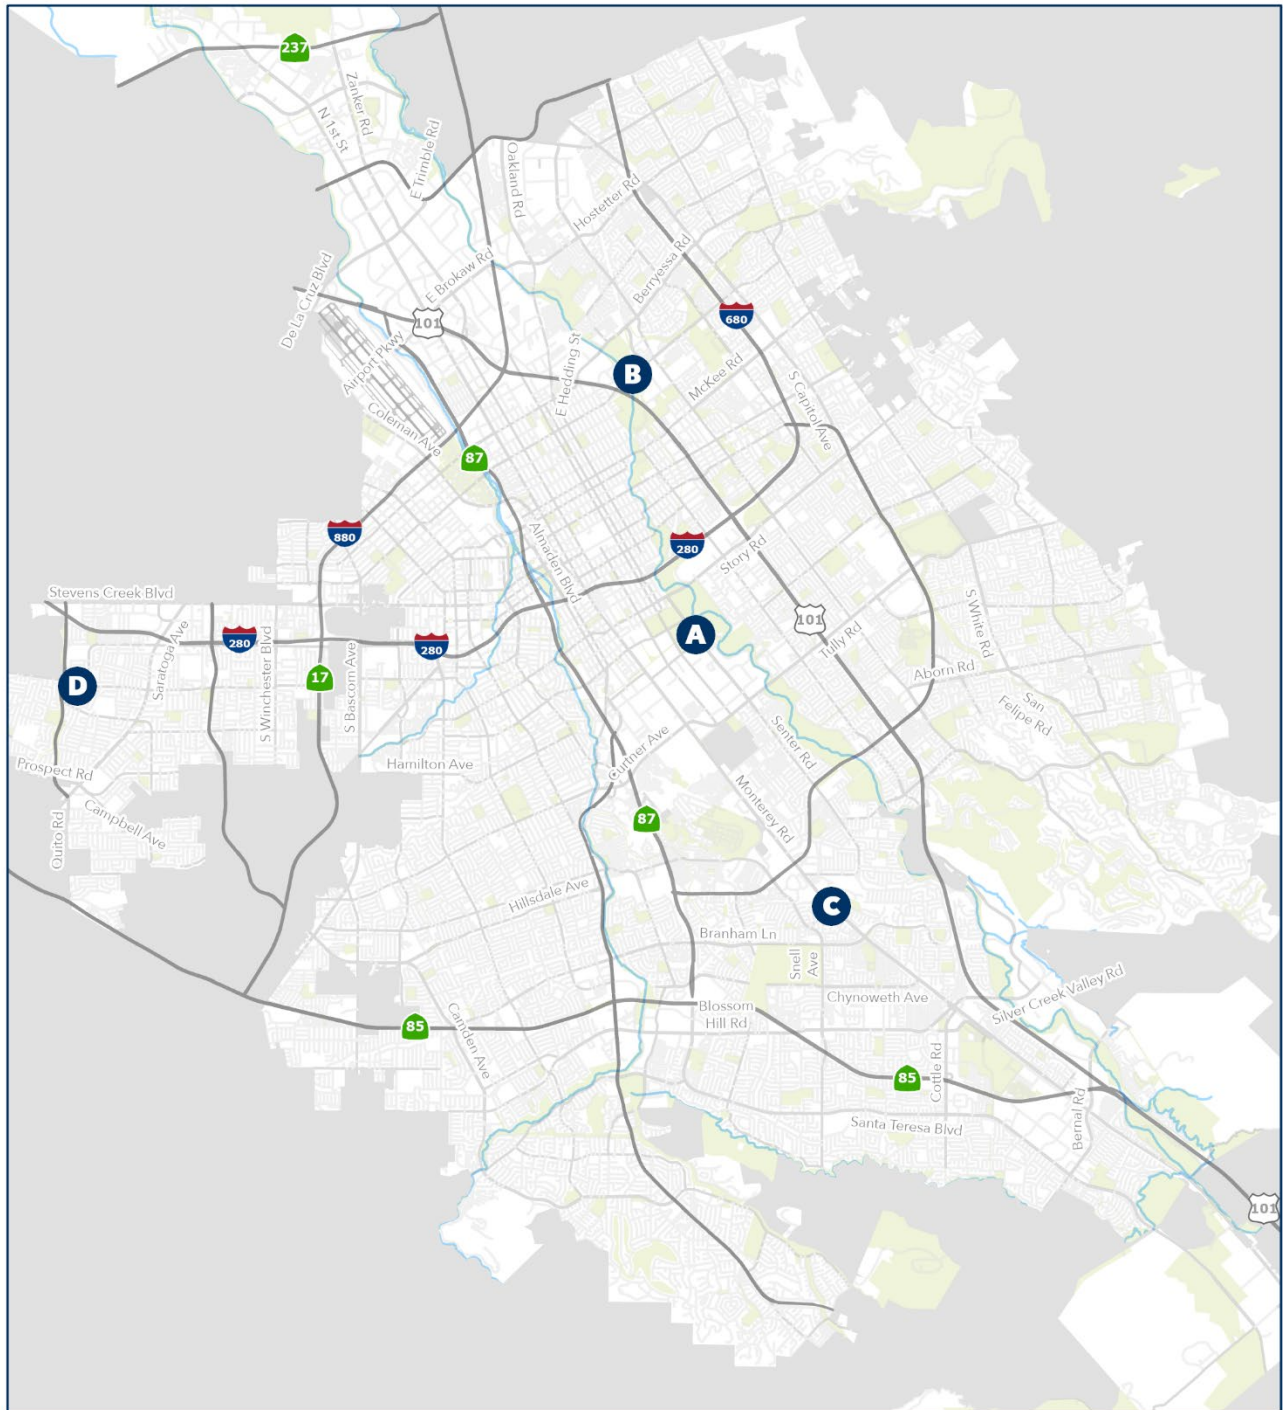 237
Zanker Rd
N 1st St
E Trimble Rd
Oakland Rd
Hostetter Rd
Berryessa Rd
E Brokaw Rd
De La Cruz Blvd
101
680
Airport Pkwy
E Hedding St
B
McKee Rd
S Capitol Ave
Coleman Ave
87
880
Almaden Blvd
280
Story Rd
Stevens Creek Blvd
S White Rd
101
A
Tully Rd
280
280
Saratoga Ave
S Winchester Blvd
S Bascom Ave
17
D
Aborn Rd
San
Felipe Rd
Senter Rd
Curtner Ave
Hamilton Ave
Prospect Rd
Monterey Rd
Campbell Ave
Quito Rd
87
Hillsdale Ave
C
Branham Ln
Snell
Ave
Silver Creek Valley Rd
Chynoweth Ave
Blossom
Hill Rd
85
Camden Ave
Cottle Rd
85
Bernal Rd
Santa Teresa Blvd
101